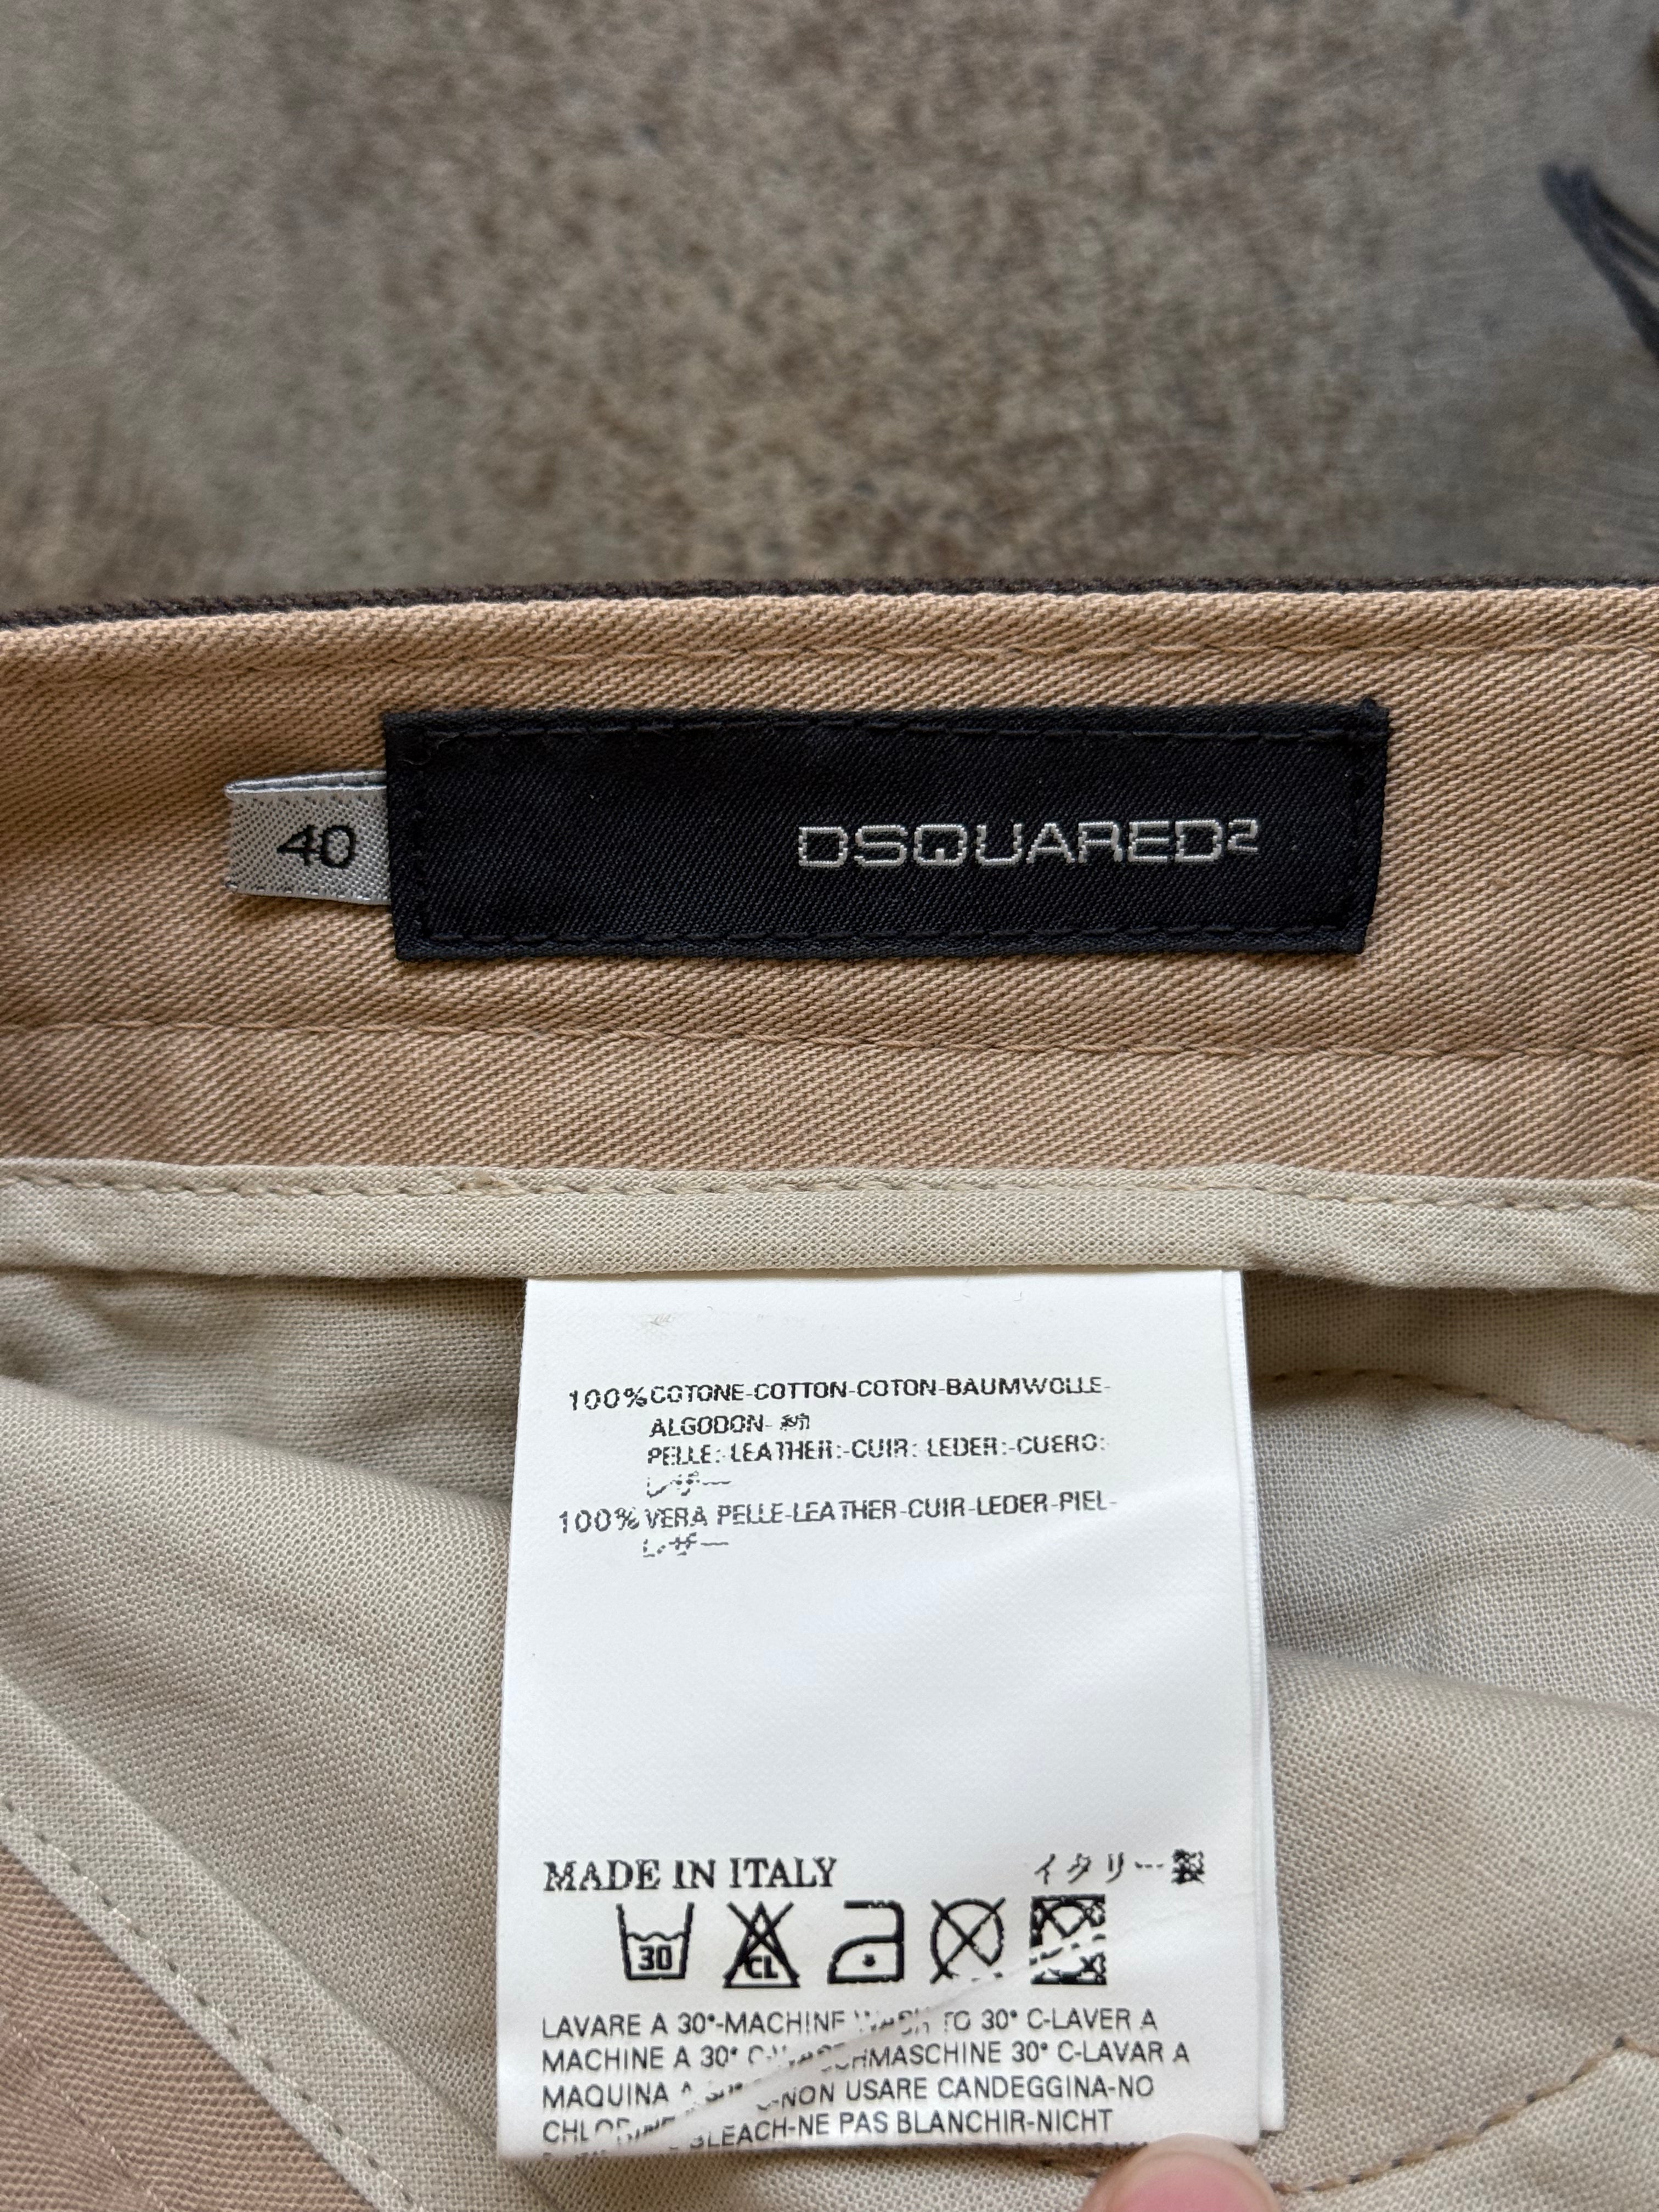 40
DSQUARED2
100% COTONE-COTTON-COTON-BAUMWOLLE-
ALGODON- 綿
PELLE:-LEATHER:-CUIR: LEDER:-CUERO:
レザー
100% VERA PELLE-LEATHER-CUIR-LEDER-PIEL-
レザー
MADE IN ITALY イタリー製
30 CL
LAVARE A 30°-MACHINE WASH TO 30° C-LAVER A
MACHINE A 30° C-WASCHMASCHINE 30° C-LAVAR A
MAQUINA A 30° C-NON USARE CANDEGGINA-NO
CHLORINE BLEACH-NE PAS BLANCHIR-NICHT